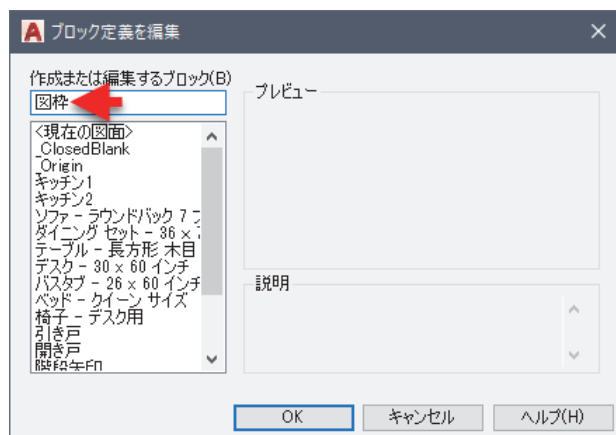 ブロック定義を編集
作成または編集するブロック(B)
図枠
プレビュー
<現在の図面>
_ClosedBlank
_Origin
キッチン1
キッチン2
ソファ - ラウンドバック 7
ダイニング セット - 36 x
テーブル - 長方形 木目
デスク - 30 x 60 インチ
バスタブ - 26 x 60 インチ
ベッド - クイーン サイズ
椅子 - デスク用
引き戸
開き戸
階段矢印
説明
OK
キャンセル
ヘルプ(H)